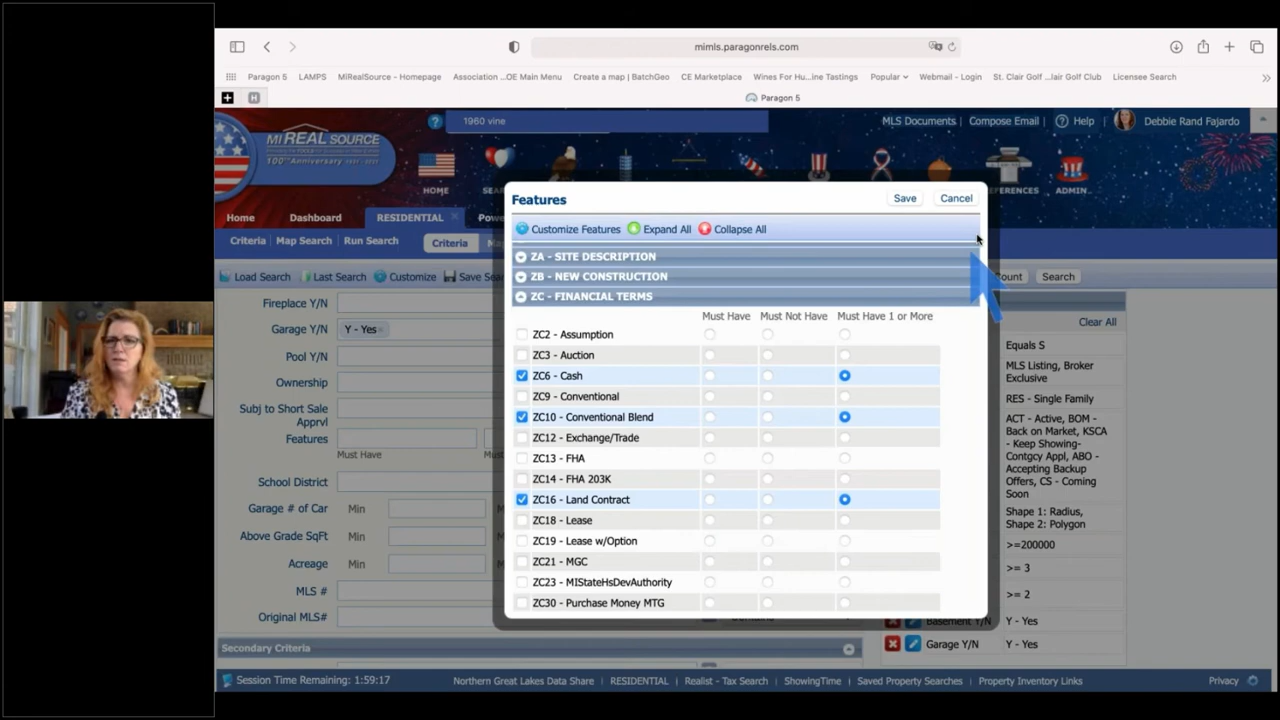 mimls.paragonrels.com
Paragon 5 LAMPS MiRealSource - Homepage Association ...OE Main Menu Create a map | BatchGeo CE Marketplace Wines For Hu...ine Tastings Popular Webmail - Login St. Clair Golf ...lair Golf Club Licensee Search
H Paragon 5
MiREALSOURCE
100th Anniversary
? 1960 vine MLS Documents Compose Email ? Help Debbie Rand Fajardo
HOME SEA ERENCES ADMIN
Home Dashboard RESIDENTIAL Pow
Criteria Map Search Run Search Criteria Ma
Load Search Last Search Customize Save Sea ount Search
Features Save Cancel
Customize Features Expand All Collapse All
ZA - SITE DESCRIPTION
ZB - NEW CONSTRUCTION
ZC - FINANCIAL TERMS
Must Have Must Not Have Must Have 1 or More
ZC2 - Assumption
ZC3 - Auction
ZC6 - Cash
ZC9 - Conventional
ZC10 - Conventional Blend
ZC12 - Exchange/Trade
ZC13 - FHA
ZC14 - FHA 203K
ZC16 - Land Contract
ZC18 - Lease
ZC19 - Lease w/Option
ZC21 - MGC
ZC23 - MIStateHsDevAuthority
ZC30 - Purchase Money MTG
Fireplace Y/N
Garage Y/N Y - Yes
Pool Y/N
Ownership
Subj to Short Sale
Apprvl
Features
Must Have Mus
School District
Garage # of Car Min
Above Grade SqFt Min
Acreage Min
MLS #
Original MLS#
Secondary Criteria
Clear All
Equals S
MLS Listing, Broker
Exclusive
RES - Single Family
ACT - Active, BOM -
Back on Market, KSCA
- Keep Showing-
Contgcy Appl, ABO -
Accepting Backup
Offers, CS - Coming
Soon
Shape 1: Radius,
Shape 2: Polygon
>=200000
>= 3
>= 2
Basement Y/N Y - Yes
Garage Y/N Y - Yes
Session Time Remaining: 1:59:17 Northern Great Lakes Data Share RESIDENTIAL Realist - Tax Search ShowingTime Saved Property Searches Property Inventory Links Privacy